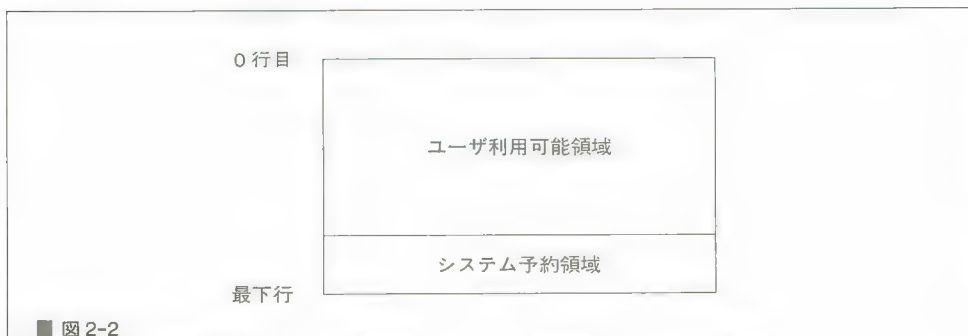 0行目
ユーザ利用可能領域
システム予約領域
最下行
■ 図2-2